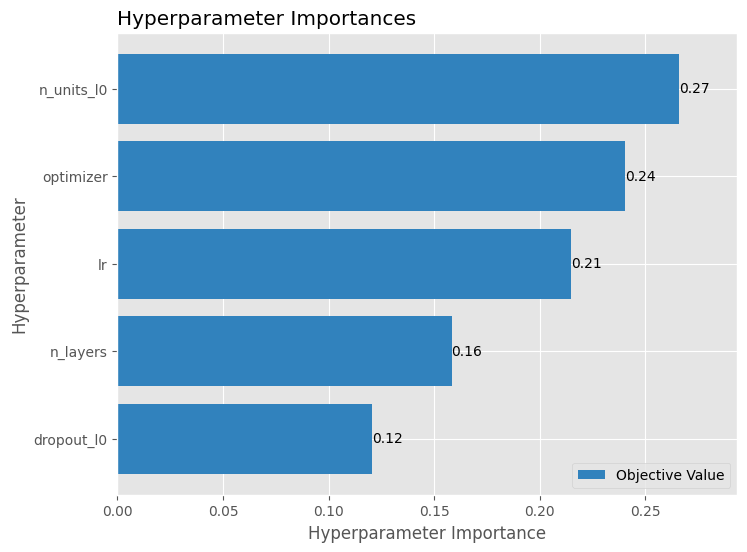 Hyperparameter Importances
Hyperparameter
n_units_l0
0.27
optimizer
0.24
lr
0.21
n_layers
0.16
dropout_l0
0.12
Objective Value
0.00 0.05 0.10 0.15 0.20 0.25
Hyperparameter Importance